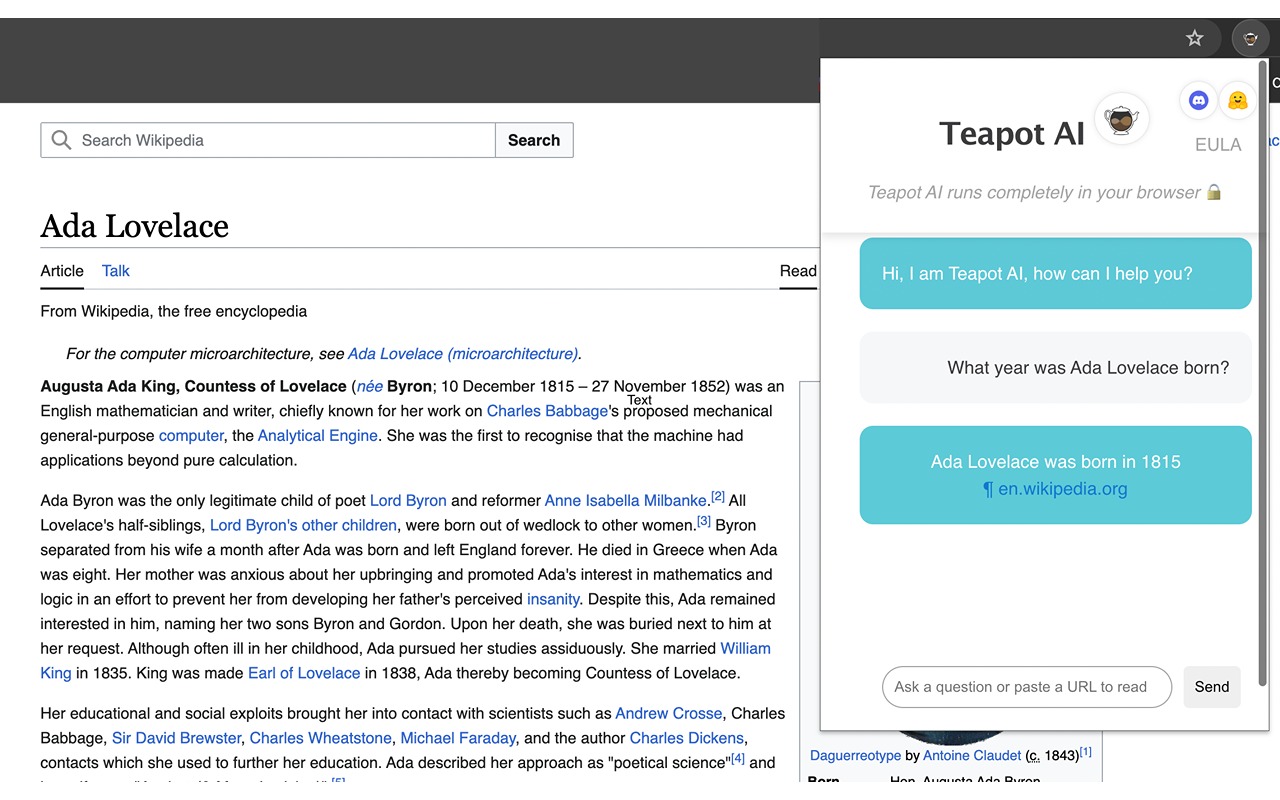 Search Wikipedia
Search
Ada Lovelace
Article
Talk
Read
From Wikipedia, the free encyclopedia
For the computer microarchitecture, see Ada Lovelace (microarchitecture).
Augusta Ada King, Countess of Lovelace (née Byron; 10 December 1815 – 27 November 1852) was an
Text
English mathematician and writer, chiefly known for her work on Charles Babbage's proposed mechanical
general-purpose computer, the Analytical Engine. She was the first to recognise that the machine had
applications beyond pure calculation.
Ada Byron was the only legitimate child of poet Lord Byron and reformer Anne Isabella Milbanke.[2] All
Lovelace's half-siblings, Lord Byron's other children, were born out of wedlock to other women.[3] Byron
separated from his wife a month after Ada was born and left England forever. He died in Greece when Ada
was eight. Her mother was anxious about her upbringing and promoted Ada's interest in mathematics and
logic in an effort to prevent her from developing her father's perceived insanity. Despite this, Ada remained
interested in him, naming her two sons Byron and Gordon. Upon her death, she was buried next to him at
her request. Although often ill in her childhood, Ada pursued her studies assiduously. She married William
King in 1835. King was made Earl of Lovelace in 1838, Ada thereby becoming Countess of Lovelace.
Her educational and social exploits brought her into contact with scientists such as Andrew Crosse, Charles
Babbage, Sir David Brewster, Charles Wheatstone, Michael Faraday, and the author Charles Dickens,
contacts which she used to further her education. Ada described her approach as "poetical science"[4] and
[5]
Teapot AI
EULA
Teapot AI runs completely in your browser
Hi, I am Teapot AI, how can I help you?
What year was Ada Lovelace born?
Ada Lovelace was born in 1815
¶ en.wikipedia.org
Ask a question or paste a URL to read
Send
Daguerreotype by Antoine Claudet (c. 1843)[1]
Born
Hon. Augusta Ada Byron